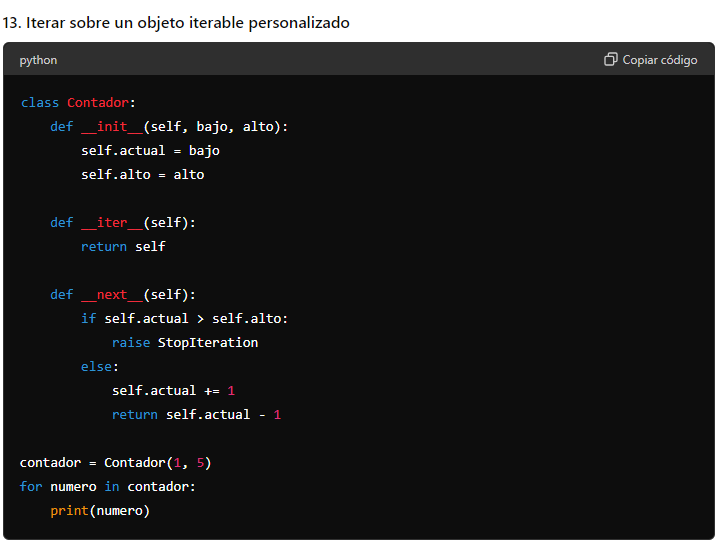 13. Iterar sobre un objeto iterable personalizado
python
Copiar código
class Contador:
    def __init__(self, bajo, alto):
        self.actual = bajo
        self.alto = alto

    def __iter__(self):
        return self

    def __next__(self):
        if self.actual > self.alto:
            raise StopIteration
        else:
            self.actual += 1
            return self.actual - 1

contador = Contador(1, 5)
for numero in contador:
    print(numero)